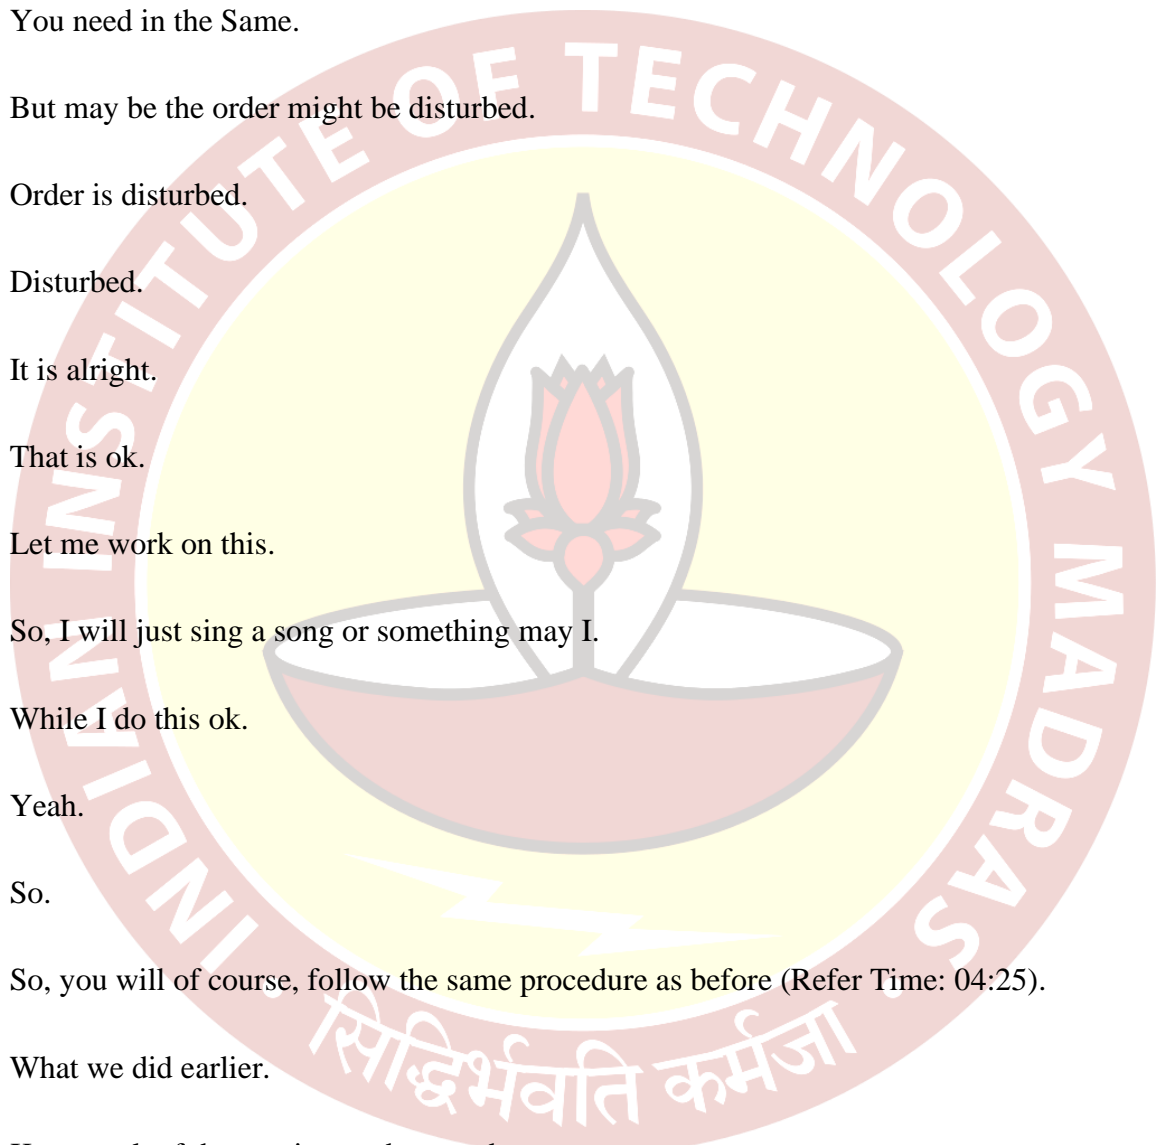 You need in the Same.
But may be the order might be disturbed.
Order is disturbed.
Disturbed.
It is alright.
That is ok.
Let me work on this.
So, I will just sing a song or something may I.
While I do this ok.
Yeah.
So.
So, you will of course, follow the same procedure as before (Refer Time: 04:25).
What we did earlier.
INDIAN INSTITUTE OF TECHNOLOGY MADRAS
सिद्धिर्भवति कर्मजा